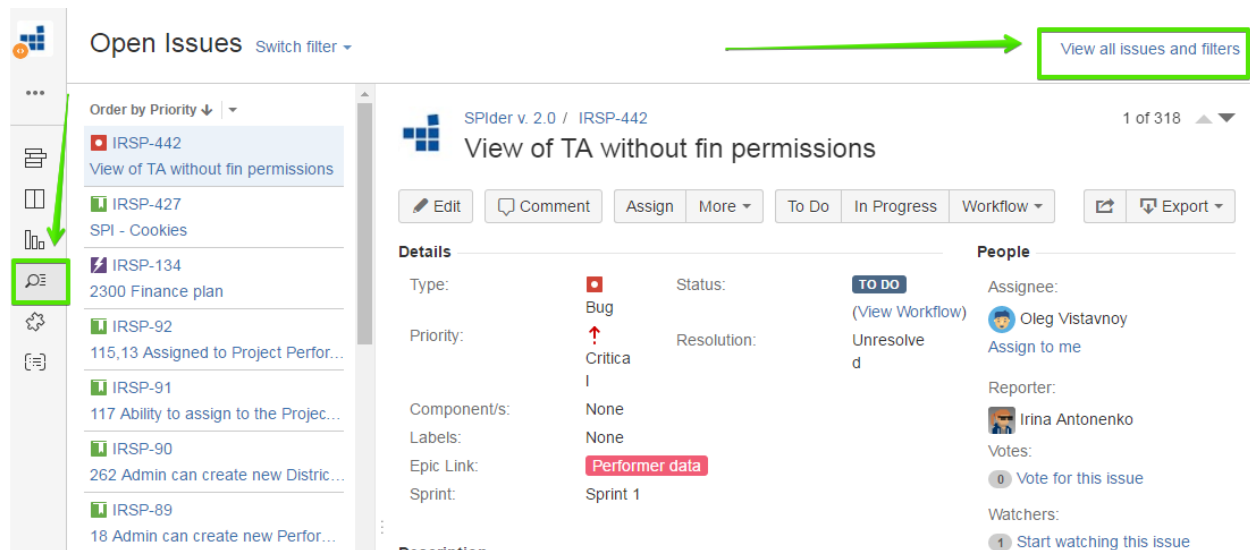 Open Issues Switch filter
View all issues and filters
Order by Priority
IRSP-442
View of TA without fin permissions
IRSP-427
SPI - Cookies
IRSP-134
2300 Finance plan
IRSP-92
115,13 Assigned to Project Perfor...
IRSP-91
117 Ability to assign to the Projec...
IRSP-90
262 Admin can create new Distric...
IRSP-89
18 Admin can create new Perfor...
SPIder v. 2.0 / IRSP-442
1 of 318
View of TA without fin permissions
Edit Comment Assign More To Do In Progress Workflow Export
Details
Type:
Bug
Status:
TO DO
(View Workflow)
Priority:
Critica
l
Resolution:
Unresolve
d
Component/s: None
Labels: None
Epic Link: Performer data
Sprint: Sprint 1
Description
People
Assignee:
Oleg Vistavnoy
Assign to me
Reporter:
Irina Antonenko
Votes:
0 Vote for this issue
Watchers:
1 Start watching this issue